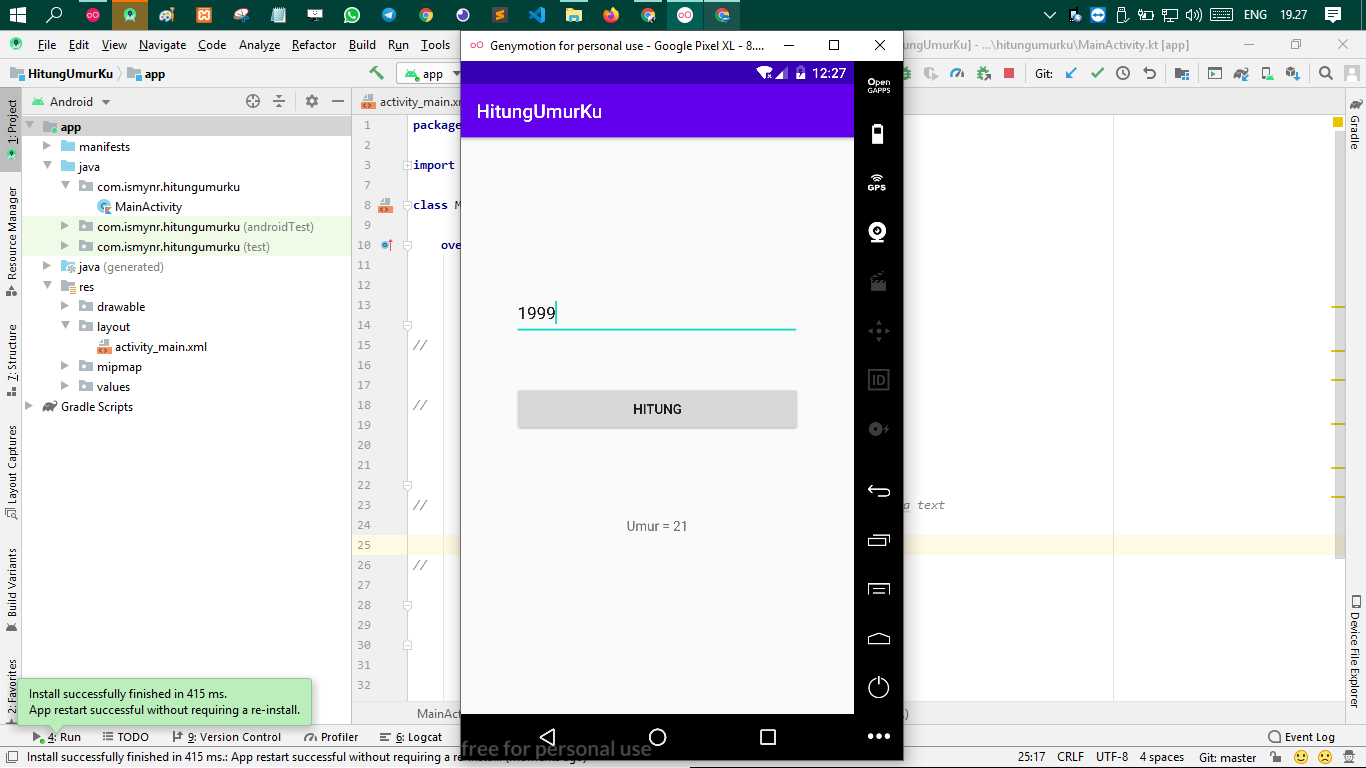 ENG 19.27
File Edit View Navigate Code Analyze Refactor Build Run Tools
Genymotion for personal use - Google Pixel XL - 8....
ngUmurKu] - ...\hitungumurku\MainActivity.kt [app]
HitungUmurKu app
app
Git:
12:27
HitungUmurKu
Open
GAPPS
GPS
ID
1999
HITUNG
Umur = 21
free for personal use
1: Project
Resource Manager
7: Structure
Layout Captures
Build Variants
2: Favorites
Android
app
manifests
java
com.ismynr.hitungumurku
MainActivity
com.ismynr.hitungumurku (androidTest)
com.ismynr.hitungumurku (test)
java (generated)
res
drawable
layout
activity_main.xml
mipmap
values
Gradle Scripts
activity_main.x
1 package
2
3 import
7
8 class M
9
10 ove
11
12
13
14
15 //
16
17
18 //
19
20
21
22
23 // a text
24
25
26 //
27
28
29
30
31
32
MainAct
Gradle
Device File Explorer
Install successfully finished in 415 ms.
App restart successful without requiring a re-install.
4: Run TODO 9: Version Control Profiler 6: Logcat
Event Log
Install successfully finished in 415 ms.: App restart successful without requiring a re-install. (moments ago)
25:17 CRLF UTF-8 4 spaces Git: master